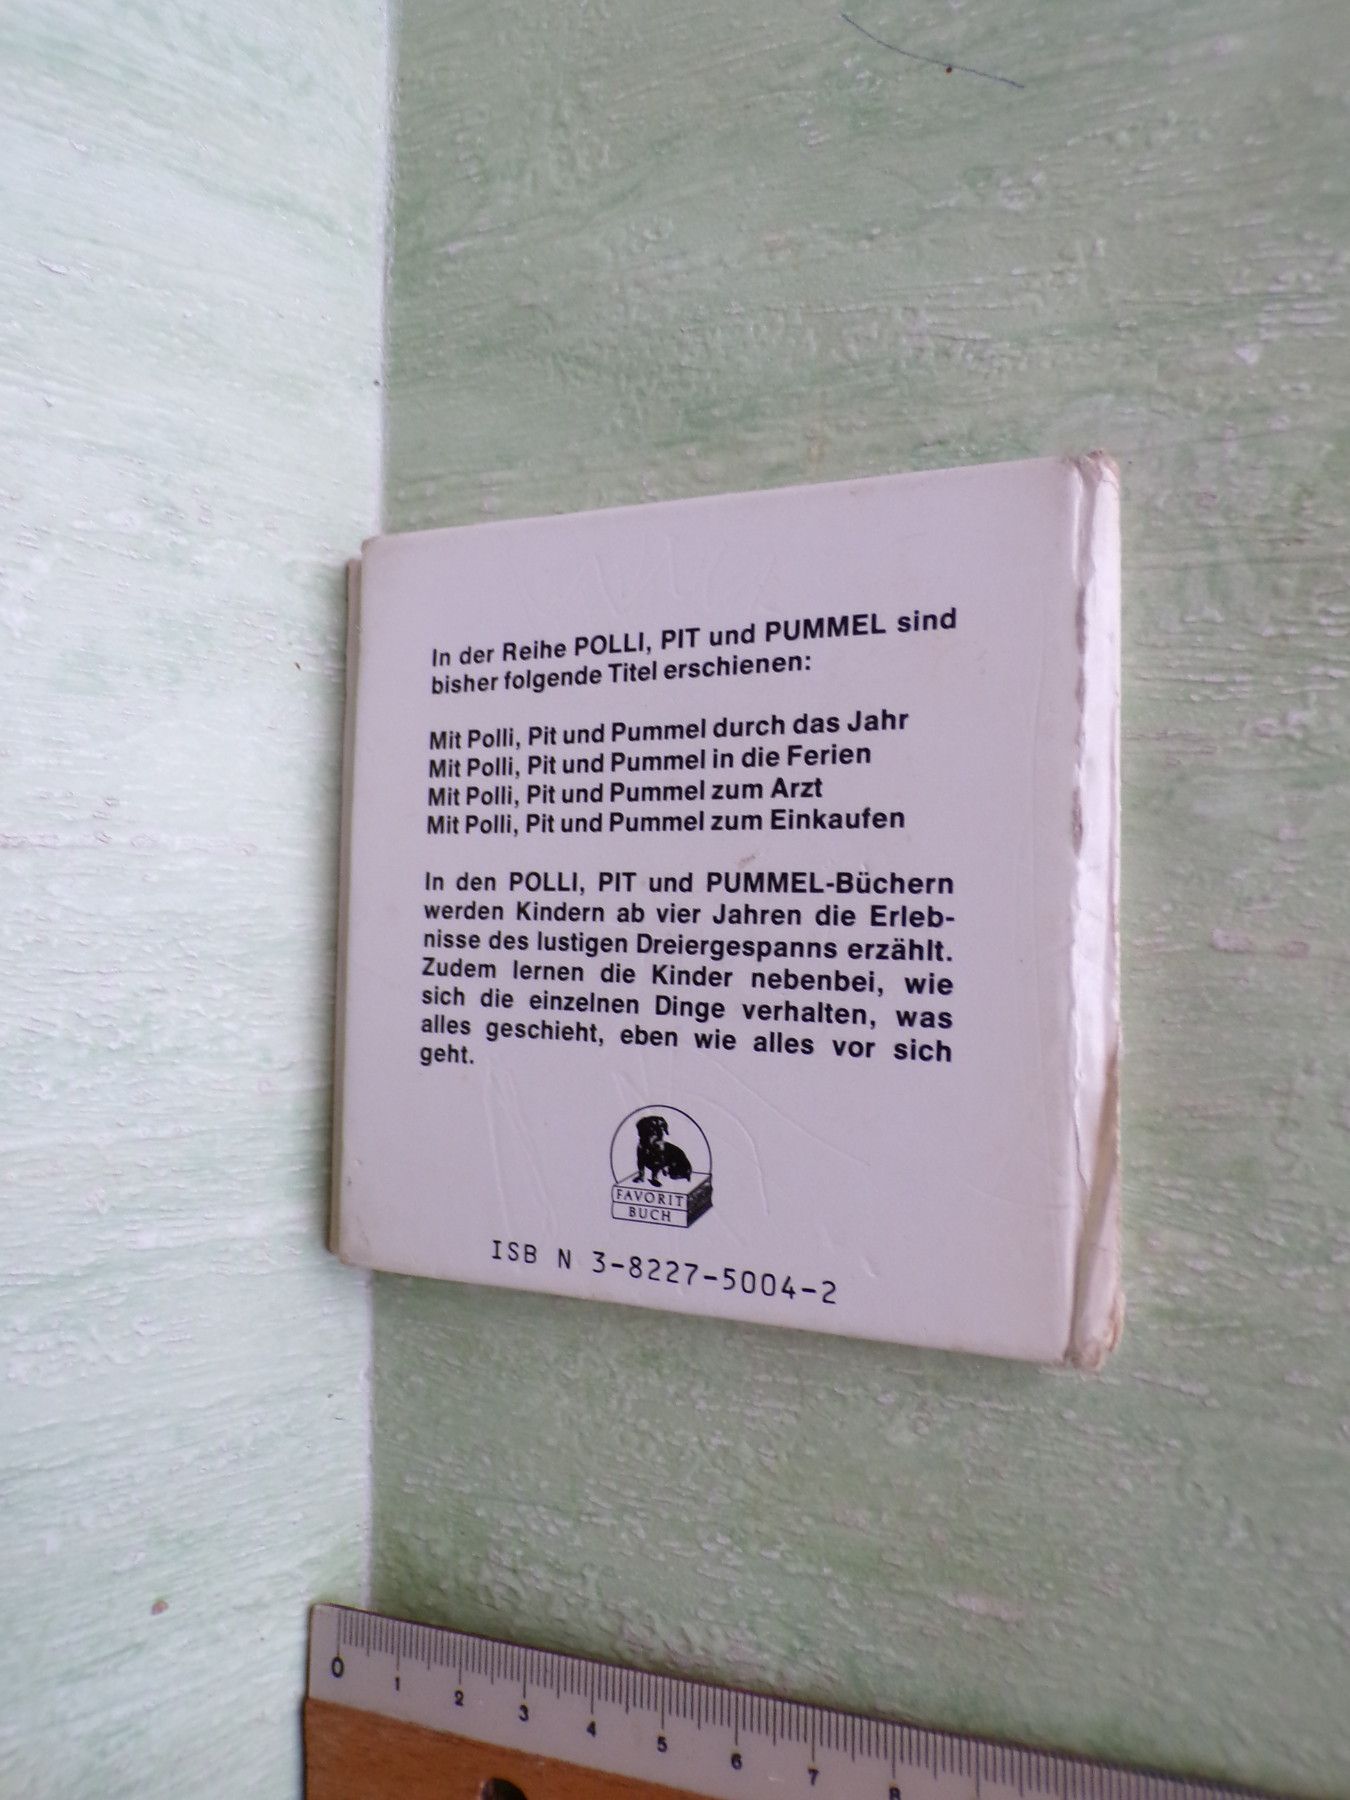 In der Reihe POLLI, PIT und PUMMEL sind
bisher folgende Titel erschienen:
Mit Polli, Pit und Pummel durch das Jahr
Mit Polli, Pit und Pummel in die Ferien
Mit Polli, Pit und Pummel zum Arzt
Mit Polli, Pit und Pummel zum Einkaufen
In den POLLI, PIT und PUMMEL-Büchern
werden Kindern ab vier Jahren die Erleb-
nisse des lustigen Dreiergespanns erzählt.
Zudem lernen die Kinder nebenbei, wie
sich die einzelnen Dinge verhalten, was
alles geschieht, eben wie alles vor sich
geht.
FAVORIT
BUCH
ISB N 3-8227-5004-2
0 1 2 3 4 5 6 7 8